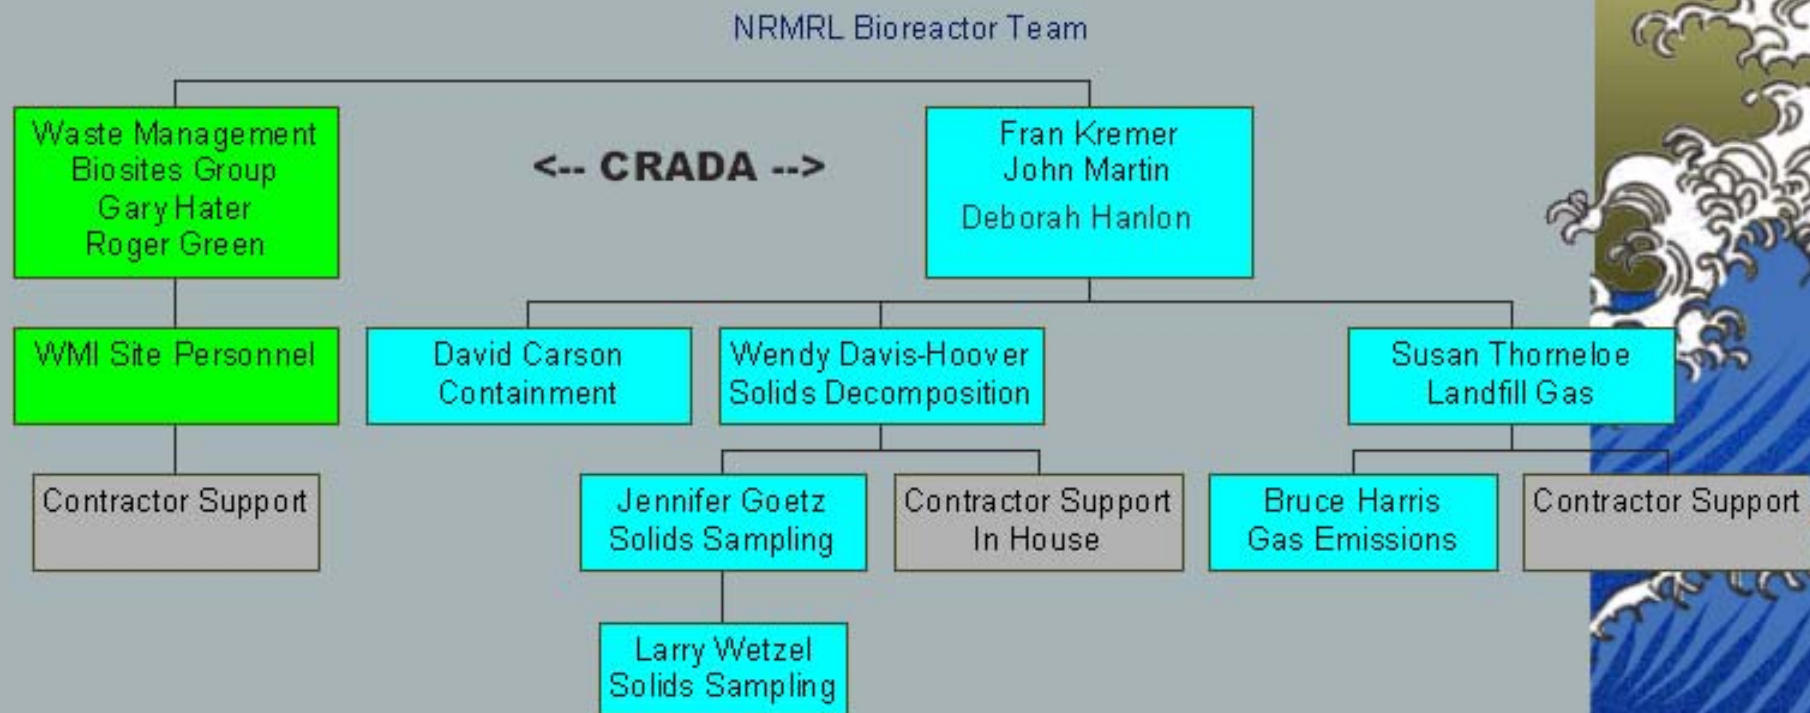 NRMRL Bioreactor Team
Waste Management
Biosites Group
Gary Hater
Roger Green
<-- CRADA -->
Fran Kremer
John Martin
Deborah Hanlon
WMI Site Personnel
David Carson
Containment
Wendy Davis-Hoover
Solids Decomposition
Susan Thorneloe
Landfill Gas
Contractor Support
Jennifer Goetz
Solids Sampling
Contractor Support
In House
Bruce Harris
Gas Emissions
Contractor Support
Larry Wetzel
Solids Sampling